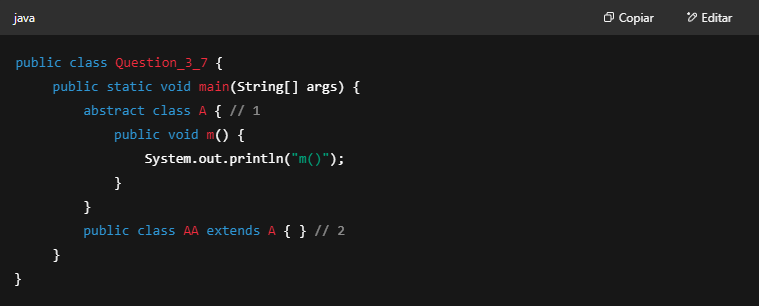 java Copiar Editar
public class Question_3_7 {
public static void main(String[] args) {
abstract class A { // 1
public void m() {
System.out.println("m()");
}
}
public class AA extends A { } // 2
}
}